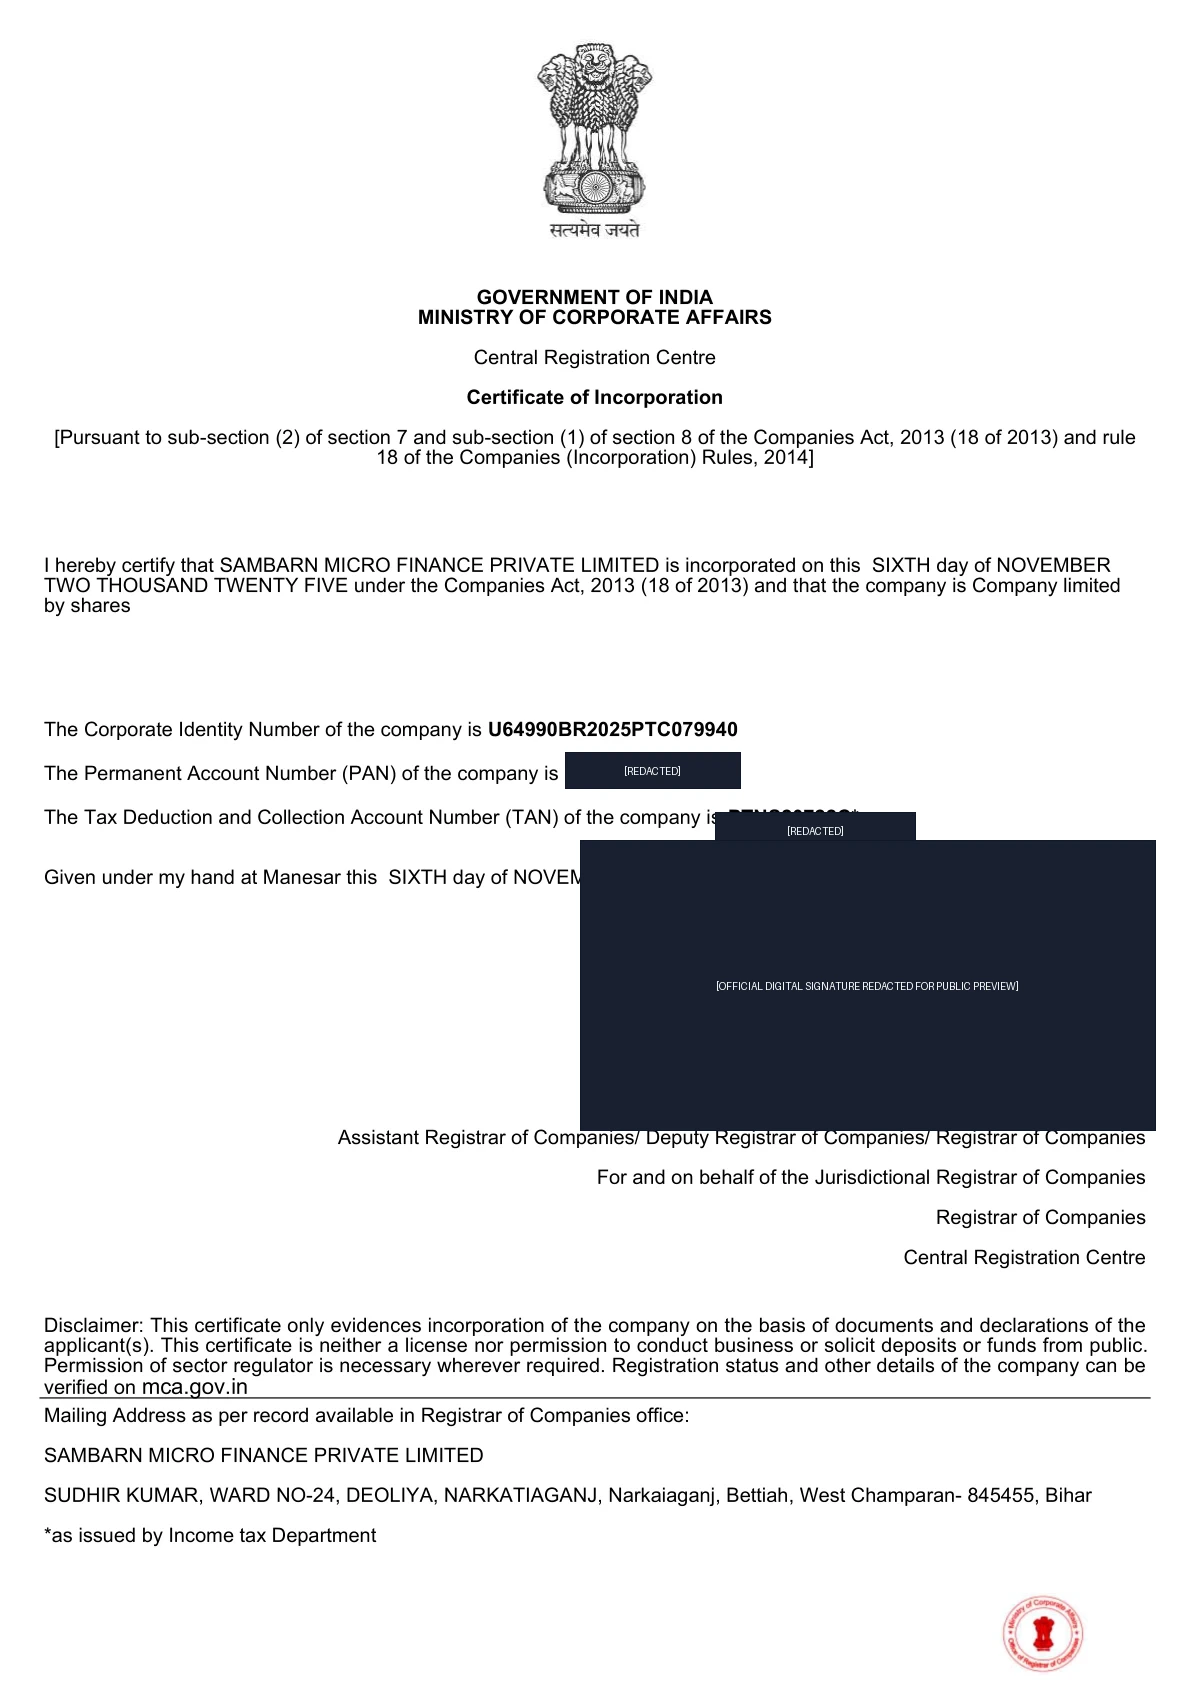 सत्यमेव जयते
GOVERNMENT OF INDIA
MINISTRY OF CORPORATE AFFAIRS
Central Registration Centre
Certificate of Incorporation
[Pursuant to sub-section (2) of section 7 and sub-section (1) of section 8 of the Companies Act, 2013 (18 of 2013) and rule
18 of the Companies (Incorporation) Rules, 2014]
I hereby certify that SAMBARN MICRO FINANCE PRIVATE LIMITED is incorporated on this SIXTH day of NOVEMBER
TWO THOUSAND TWENTY FIVE under the Companies Act, 2013 (18 of 2013) and that the company is Company limited
by shares
The Corporate Identity Number of the company is U64990BR2025PTC079940
The Permanent Account Number (PAN) of the company is [REDACTED]
The Tax Deduction and Collection Account Number (TAN) of the company is
[REDACTED]
Given under my hand at Manesar this SIXTH day of
[OFFICIAL DIGITAL SIGNATURE REDACTED FOR PUBLIC PREVIEW]
Assistant Registrar of Companies/ Deputy Registrar of Companies/ Registrar of Companies
For and on behalf of the Jurisdictional Registrar of Companies
Registrar of Companies
Central Registration Centre
Disclaimer: This certificate only evidences incorporation of the company on the basis of documents and declarations of the
applicant(s). This certificate is neither a license nor permission to conduct business or solicit deposits or funds from public.
Permission of sector regulator is necessary wherever required. Registration status and other details of the company can be
verified on mca.gov.in
Mailing Address as per record available in Registrar of Companies office:
SAMBARN MICRO FINANCE PRIVATE LIMITED
SUDHIR KUMAR, WARD NO-24, DEOLIYA, NARKATIAGANJ, Narkaiaganj, Bettiah, West Champaran- 845455, Bihar
*as issued by Income tax Department
Ministry of Corporate Affairs
Office of Registrar of Companies